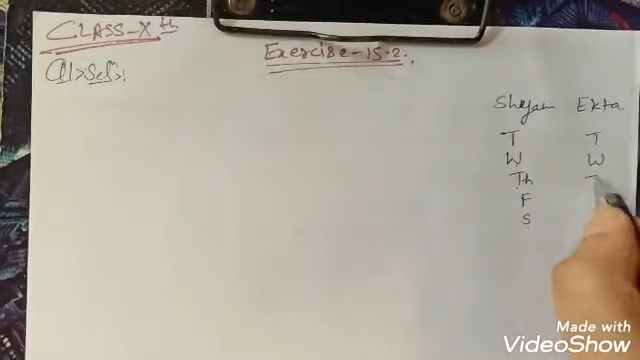 CLASS-X th
Exercise-15.2.
Q1>Sol>:
Shyam Ekta
T T
W W
Th T
F
S
Made with
VideoShow